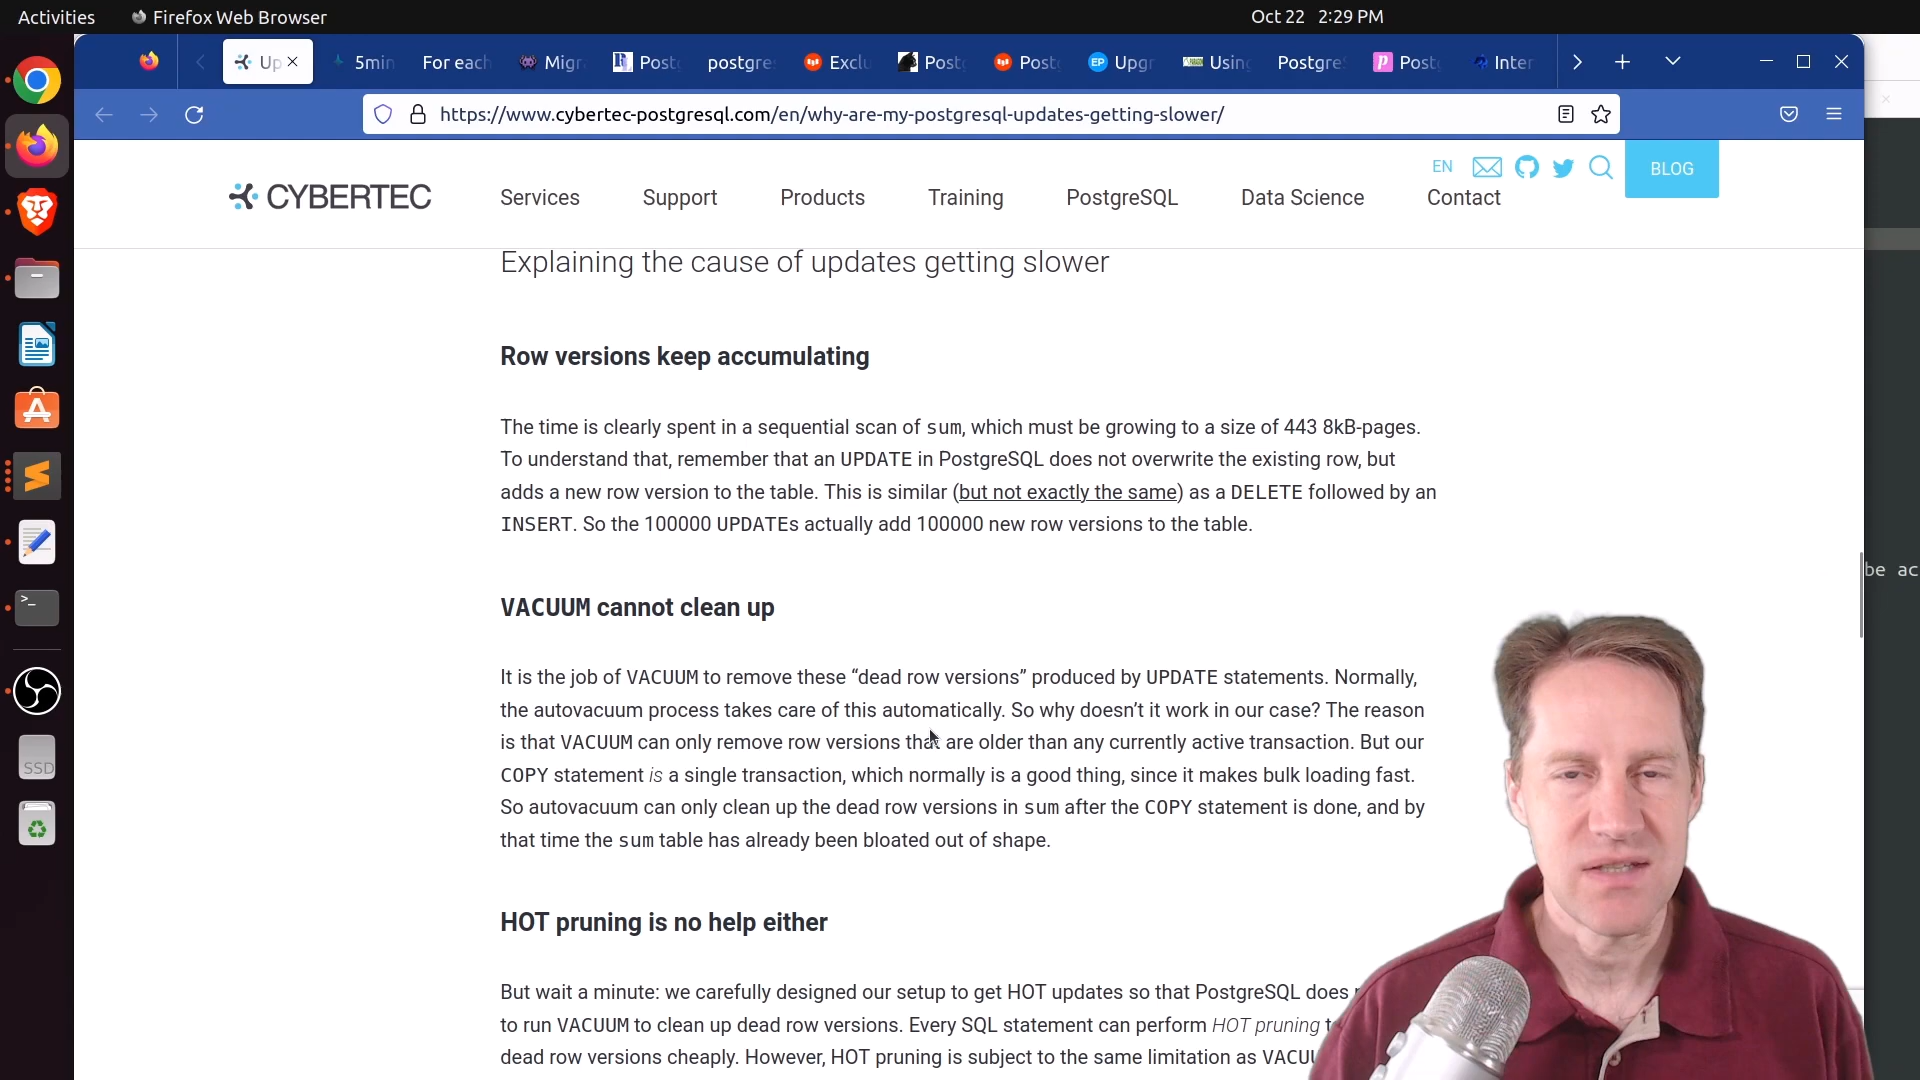 Activities
Firefox Web Browser
Oct 22 2:29 PM
Up
5min
For each
Migr
Post
postgres
Exclu
Post
Post
Upgr
Using
Postgre
Post
Inter
https://www.cybertec-postgresql.com/en/why-are-my-postgresql-updates-getting-slower/
EN
BLOG
CYBERTEC
Services
Support
Products
Training
PostgreSQL
Data Science
Contact
Explaining the cause of updates getting slower
Row versions keep accumulating
The time is clearly spent in a sequential scan of sum, which must be growing to a size of 443 8kB-pages.
To understand that, remember that an UPDATE in PostgreSQL does not overwrite the existing row, but
adds a new row version to the table. This is similar (but not exactly the same) as a DELETE followed by an
INSERT. So the 100000 UPDATEs actually add 100000 new row versions to the table.
be ac
VACUUM cannot clean up
It is the job of VACUUM to remove these “dead row versions” produced by UPDATE statements. Normally,
the autovacuum process takes care of this automatically. So why doesn’t it work in our case? The reason
is that VACUUM can only remove row versions that are older than any currently active transaction. But our
COPY statement is a single transaction, which normally is a good thing, since it makes bulk loading fast.
So autovacuum can only clean up the dead row versions in sum after the COPY statement is done, and by
that time the sum table has already been bloated out of shape.
SSD
HOT pruning is no help either
But wait a minute: we carefully designed our setup to get HOT updates so that PostgreSQL does
to run VACUUM to clean up dead row versions. Every SQL statement can perform HOT pruning
dead row versions cheaply. However, HOT pruning is subject to the same limitation as VACUU